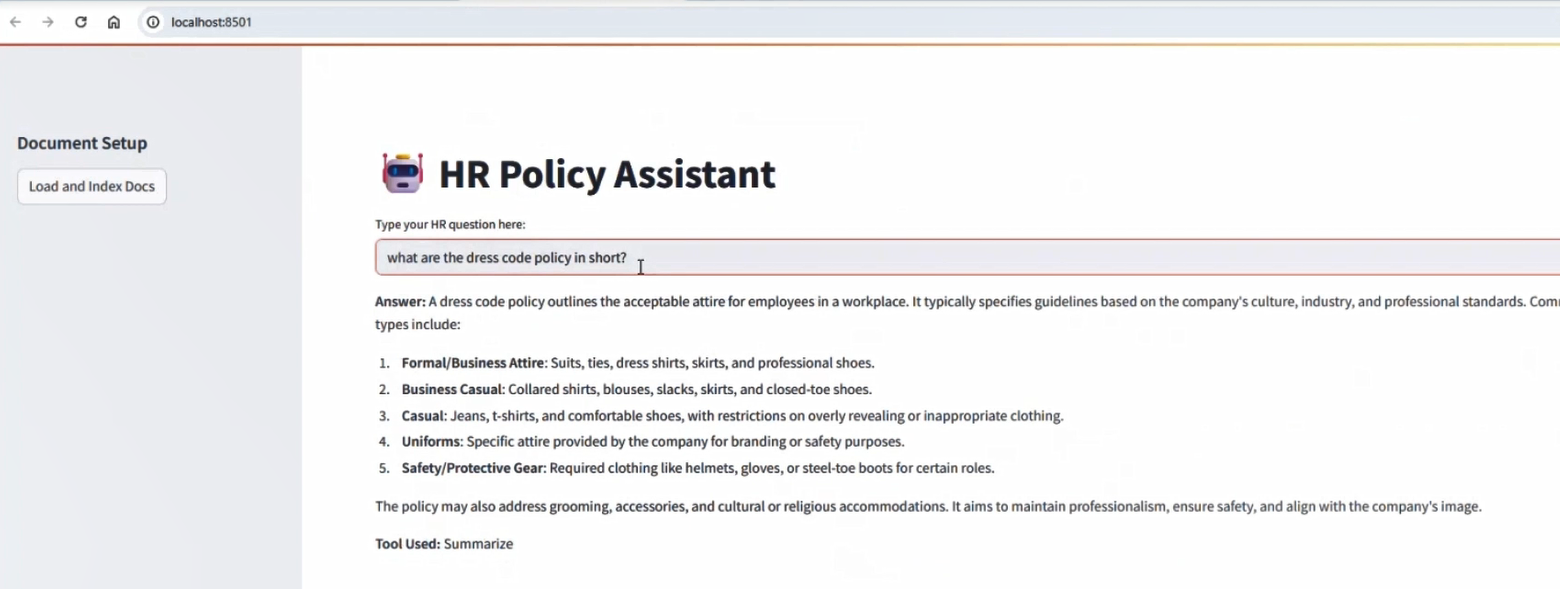 localhost:8501
Document Setup
Load and Index Docs
HR Policy Assistant
Type your HR question here:
what are the dress code policy in short?
Answer: A dress code policy outlines the acceptable attire for employees in a workplace. It typically specifies guidelines based on the company's culture, industry, and professional standards.
types include:
1. Formal/Business Attire: Suits, ties, dress shirts, skirts, and professional shoes.
2. Business Casual: Collared shirts, blouses, slacks, skirts, and closed-toe shoes.
3. Casual: Jeans, t-shirts, and comfortable shoes, with restrictions on overly revealing or inappropriate clothing.
4. Uniforms: Specific attire provided by the company for branding or safety purposes.
5. Safety/Protective Gear: Required clothing like helmets, gloves, or steel-toe boots for certain roles.
The policy may also address grooming, accessories, and cultural or religious accommodations. It aims to maintain professionalism, ensure safety, and align with the company's image.
Tool Used: Summarize